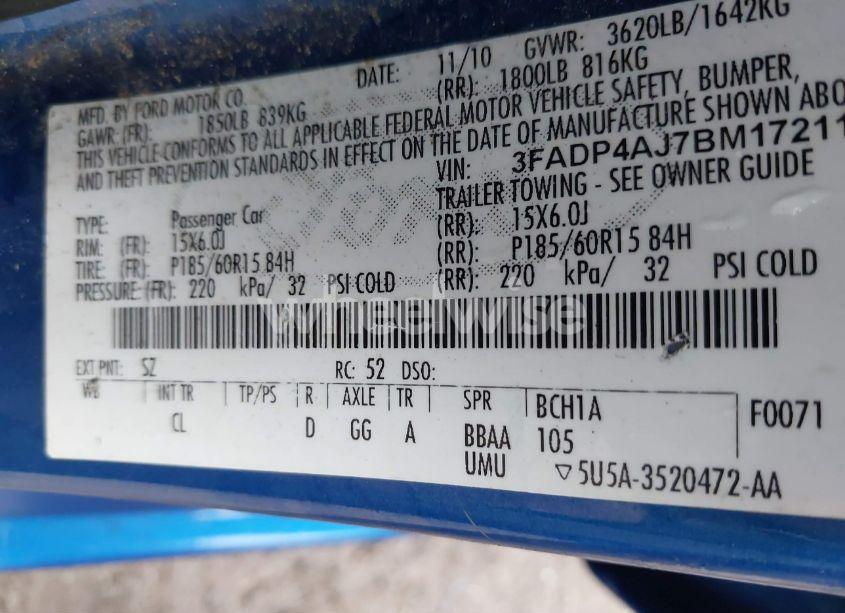 MFD. BY FORD MOTOR CO. DATE: 11/10 GVWR: 3620LB/1642KG
GAWR: (FR): 1850LB 839KG (RR): 1800LB 816KG
THIS VEHICLE CONFORMS TO ALL APPLICABLE FEDERAL MOTOR VEHICLE SAFETY, BUMPER,
AND THEFT PREVENTION STANDARDS IN EFFECT ON THE DATE OF MANUFACTURE SHOWN ABO
VIN: 3FADP4AJ7BM17211
TRAILER TOWING - SEE OWNER GUIDE
TYPE: Passenger Car
RIM: (FR): 15X6.0J (RR): 15X6.0J
TIRE: (FR): P185/60R15 84H (RR): P185/60R15 84H
PRESSURE: (FR): 220 kPa/ 32 PSI COLD (RR): 220 kPa/ 32 PSI COLD
wheelwise
EXT PNT: SZ RC: 52 DSO:
WB INT TR TP/PS R AXLE TR SPR BCH1A F0071
CL D GG A BBAA 105
UMU ▽5U5A-3520472-AA